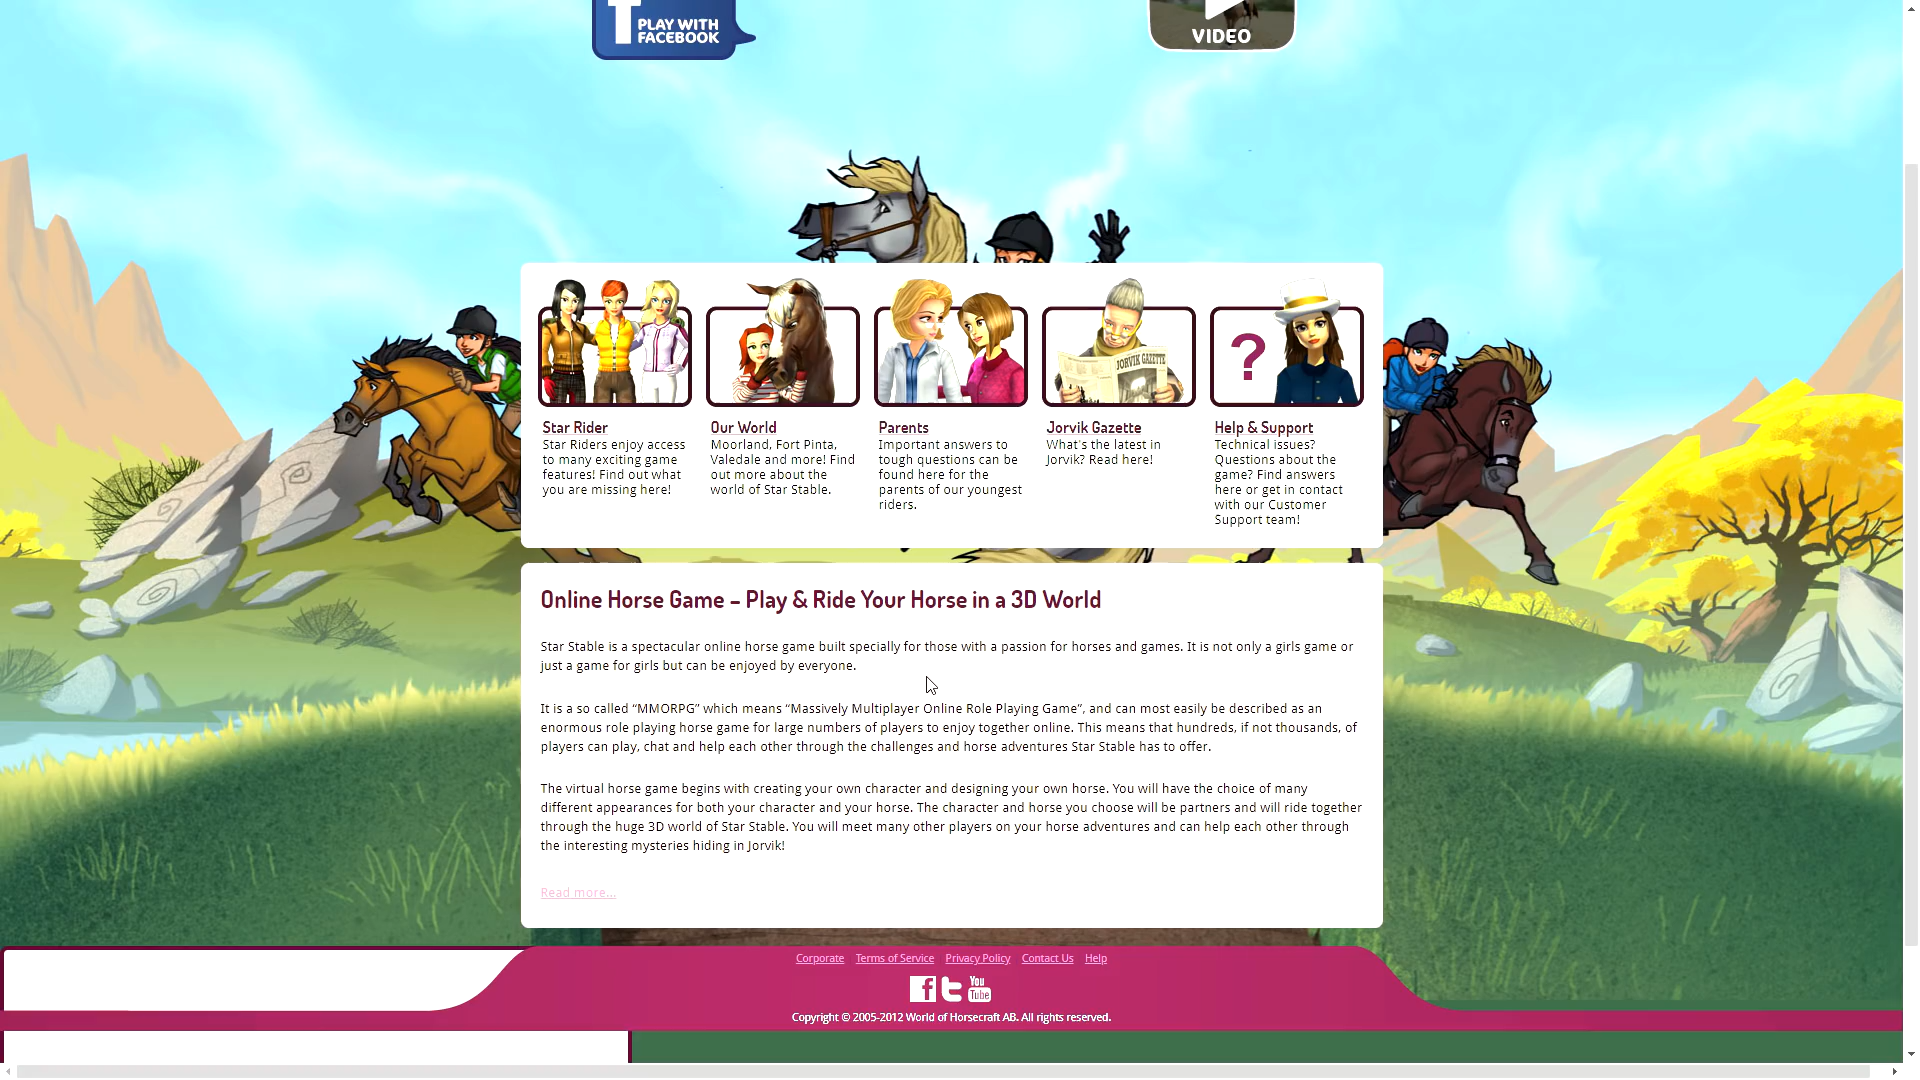 PLAY WITH
FACEBOOK
VIDEO
JORVIK GAZETTE
?
Star Rider
Star Riders enjoy access
to many exciting game
features! Find out what
you are missing here!
Our World
Moorland, Fort Pinta,
Valedale and more! Find
out more about the
world of Star Stable.
Parents
Important answers to
tough questions can be
found here for the
parents of our youngest
riders.
Jorvik Gazette
What's the latest in
Jorvik? Read here!
Help & Support
Technical issues?
Questions about the
game? Find answers
here or get in contact
with our Customer
Support team!
Online Horse Game – Play & Ride Your Horse in a 3D World
Star Stable is a spectacular online horse game built specially for those with a passion for horses and games. It is not only a girls game or
just a game for girls but can be enjoyed by everyone.
It is a so called “MMORPG” which means “Massively Multiplayer Online Role Playing Game”, and can most easily be described as an
enormous role playing horse game for large numbers of players to enjoy together online. This means that hundreds, if not thousands, of
players can play, chat and help each other through the challenges and horse adventures Star Stable has to offer.
The virtual horse game begins with creating your own character and designing your own horse. You will have the choice of many
different appearances for both your character and your horse. The character and horse you choose will be partners and will ride together
through the huge 3D world of Star Stable. You will meet many other players on your horse adventures and can help each other through
the interesting mysteries hiding in Jorvik!
Read more...
Corporate Terms of Service Privacy Policy Contact Us Help
You
Tube
Copyright © 2005-2012 World of Horsecraft AB. All rights reserved.